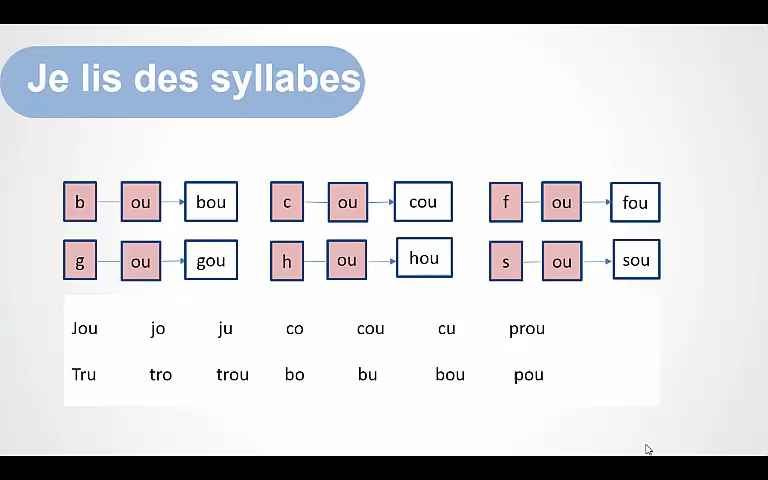 Je lis des syllabes
b ou bou c ou cou f ou fou
g ou gou h ou hou s ou sou
Jou jo ju co cou cu prou
Tru tro trou bo bu bou pou